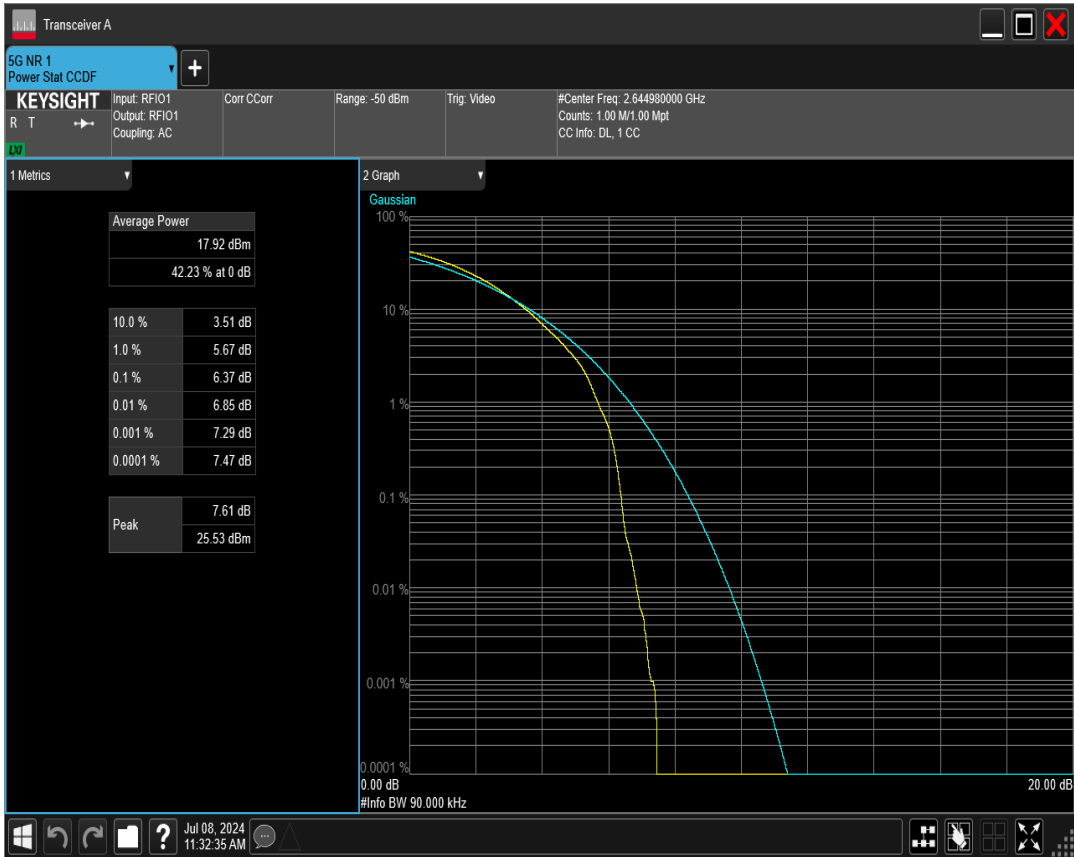 Transceiver A
5G NR 1
Power Stat CCDF
+
KEYSIGHT
R T
LXI
Input: RFIO1
Output: RFIO1
Coupling: AC
Corr CCorr
Range: -50 dBm
Trig: Video
#Center Freq: 2.644980000 GHz
Counts: 1.00 M/1.00 Mpt
CC Info: DL, 1 CC
1 Metrics
Average Power
17.92 dBm
42.23 % at 0 dB
10.0 % 3.51 dB
1.0 % 5.67 dB
0.1 % 6.37 dB
0.01 % 6.85 dB
0.001 % 7.29 dB
0.0001 % 7.47 dB
Peak 7.61 dB
25.53 dBm
2 Graph
Gaussian
100 %
10 %
1 %
0.1 %
0.01 %
0.001 %
0.0001 %
0.00 dB 20.00 dB
#Info BW 90.000 kHz
?
Jul 08, 2024
11:32:35 AM